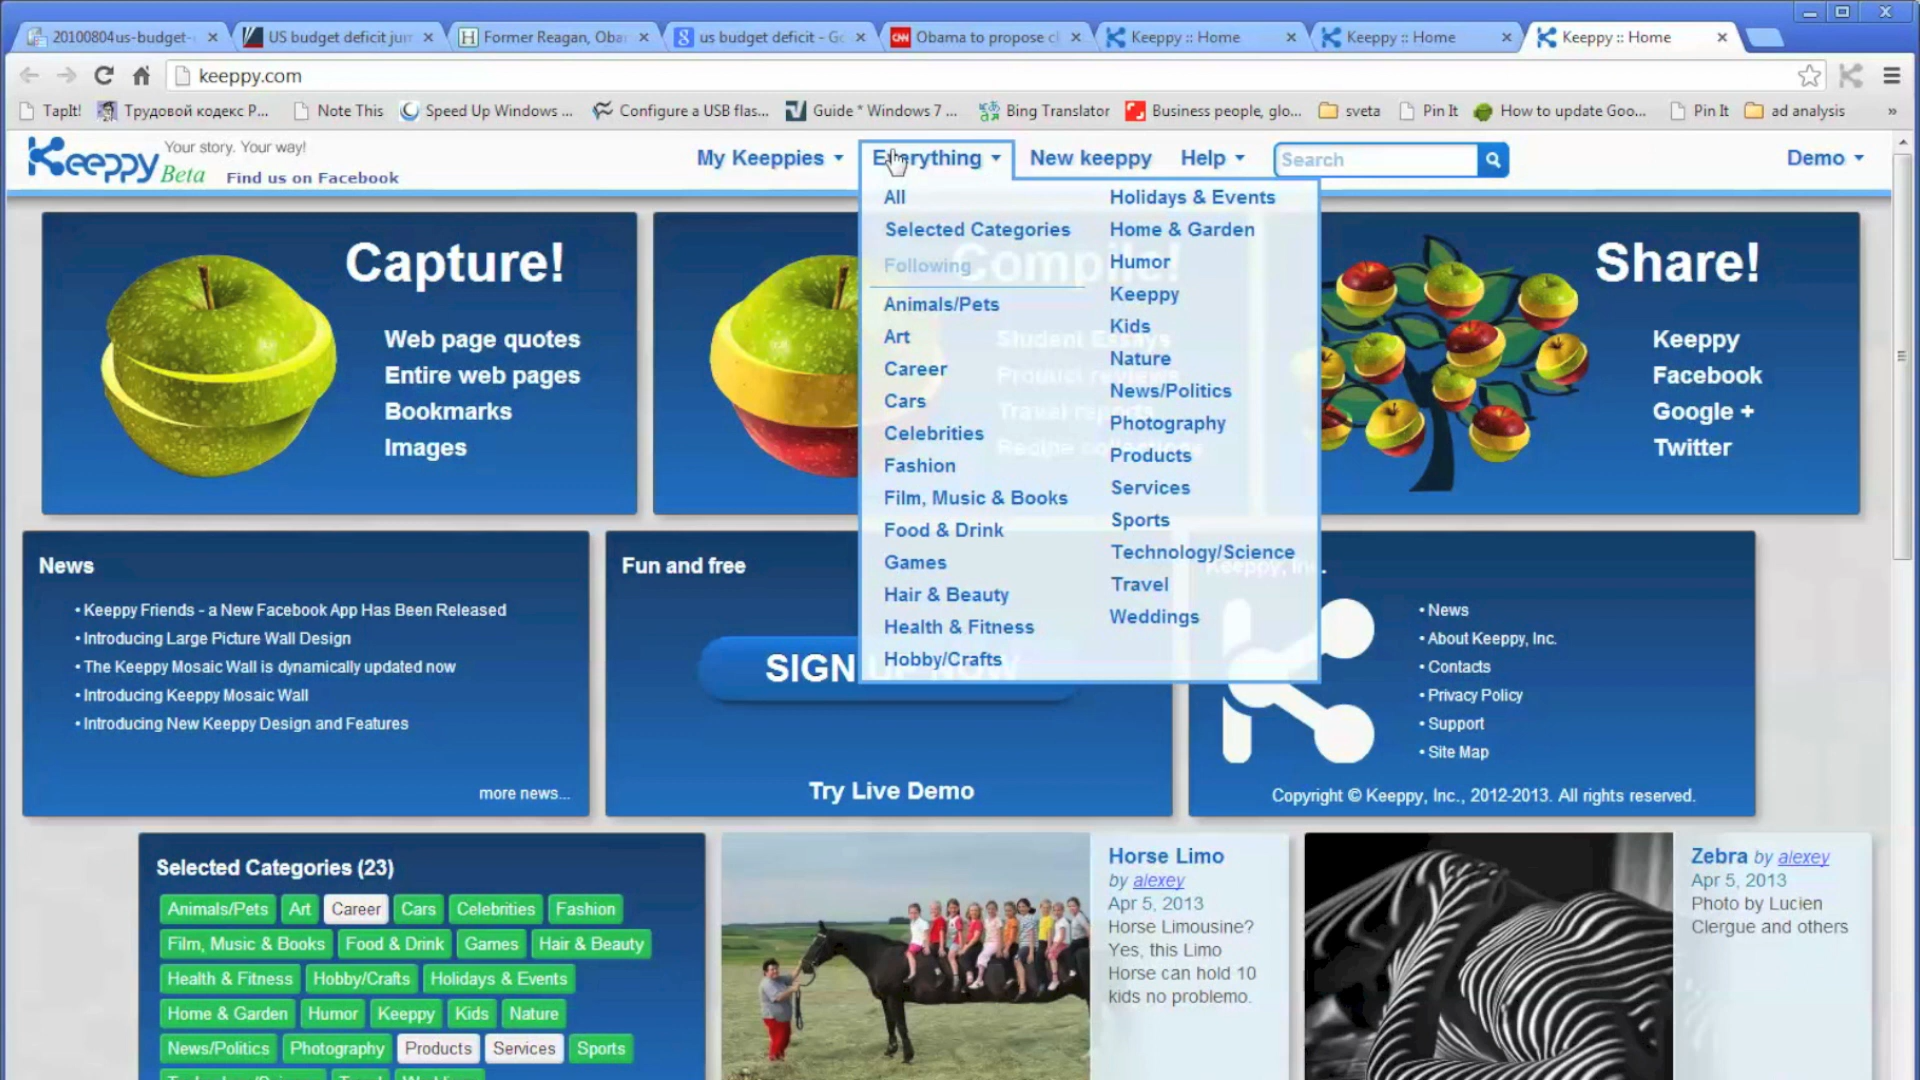 20100804us-budget-
US budget deficit jum
Former Reagan, Oba
us budget deficit - Go
CNN Obama to propose cl
Keeppy :: Home
Keeppy :: Home
Keeppy :: Home
keeppy.com
TapIt!
Трудовой кодекс Р...
Note This
Speed Up Windows ...
Configure a USB flas...
Guide * Windows 7 ...
Bing Translator
Business people, glo...
sveta
Pin It
How to update Goo...
Pin It
ad analysis
»
Keeppy Beta
Your story. Your way!
Find us on Facebook
My Keeppies
Everything
New keeppy
Help
Search
Demo
All
Selected Categories
Following
Animals/Pets
Art
Career
Cars
Celebrities
Fashion
Film, Music & Books
Food & Drink
Games
Hair & Beauty
Health & Fitness
Hobby/Crafts
Holidays & Events
Home & Garden
Humor
Keeppy
Kids
Nature
News/Politics
Photography
Products
Services
Sports
Technology/Science
Travel
Weddings
Capture!
Web page quotes
Entire web pages
Bookmarks
Images
Compile!
Student Essays
Product reviews
Travel reports
Recipe collections
Share!
Keeppy
Facebook
Google +
Twitter
News
• Keeppy Friends - a New Facebook App Has Been Released
• Introducing Large Picture Wall Design
• The Keeppy Mosaic Wall is dynamically updated now
• Introducing Keeppy Mosaic Wall
• Introducing New Keeppy Design and Features
more news...
Fun and free
SIGN UP NOW
Try Live Demo
Keeppy, Inc.
• News
• About Keeppy, Inc.
• Contacts
• Privacy Policy
• Support
• Site Map
Copyright © Keeppy, Inc., 2012-2013. All rights reserved.
Selected Categories (23)
Animals/Pets Art Career Cars Celebrities Fashion
Film, Music & Books Food & Drink Games Hair & Beauty
Health & Fitness Hobby/Crafts Holidays & Events
Home & Garden Humor Keeppy Kids Nature
News/Politics Photography Products Services Sports
Horse Limo
by alexey
Apr 5, 2013
Horse Limousine?
Yes, this Limo
Horse can hold 10
kids no problemo.
Zebra by alexey
Apr 5, 2013
Photo by Lucien
Clergue and others